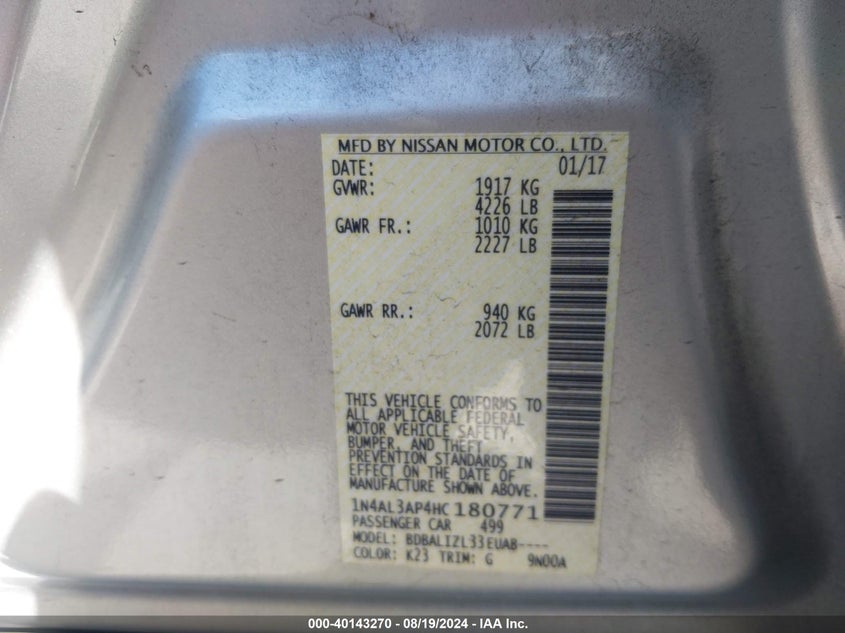 MFD BY NISSAN MOTOR CO., LTD.
DATE: 01/17
GVWR: 1917 KG
4226 LB
GAWR FR.: 1010 KG
2227 LB
GAWR RR.: 940 KG
2072 LB
THIS VEHICLE CONFORMS TO
ALL APPLICABLE FEDERAL
MOTOR VEHICLE SAFETY,
BUMPER, AND THEFT
PREVENTION STANDARDS IN
EFFECT ON THE DATE OF
MANUFACTURE SHOWN ABOVE.
1N4AL3AP4HC180771
PASSENGER CAR 499
MODEL: BDBALIZL33EUAB----
COLOR: K23 TRIM: G 9N00A
000-40143270 - 08/19/2024 - IAA Inc.